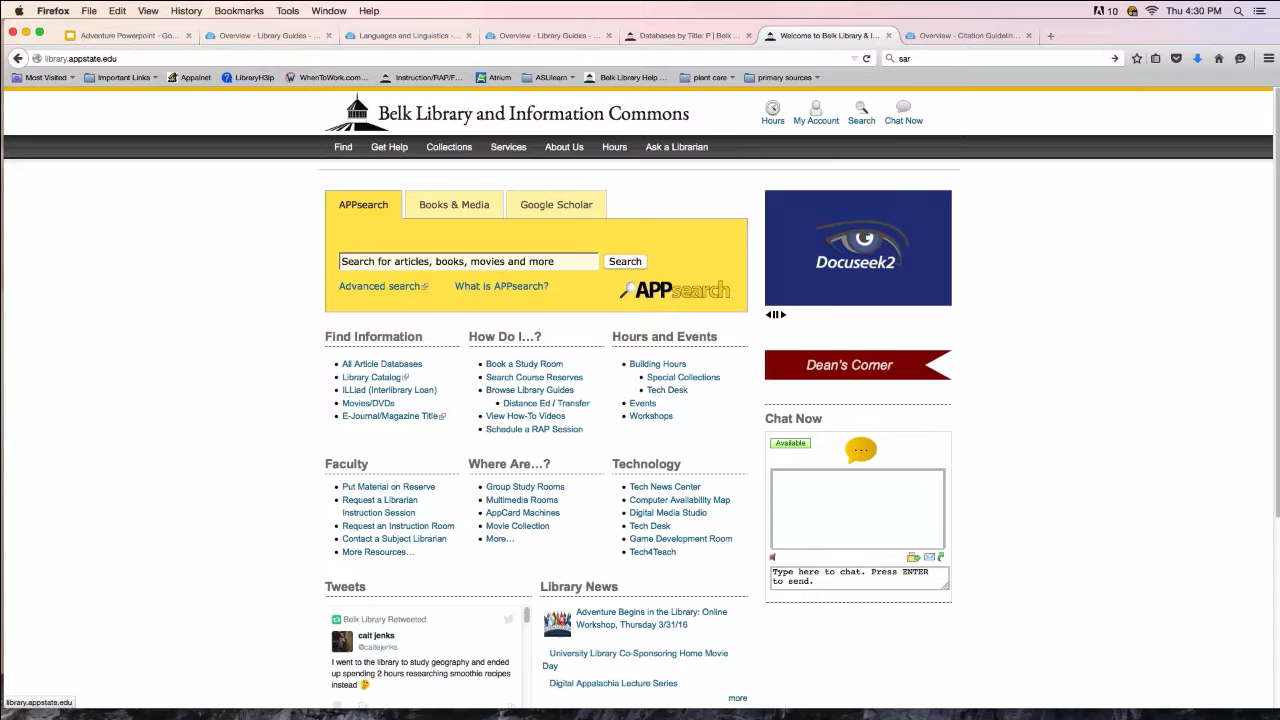 Firefox File Edit View History Bookmarks Tools Window Help
10 Thu 4:30 PM
Adventure Powerpoint - Go...
Overview - Library Guides - ...
Languages and Linguistics - ...
Overview - Library Guides - ...
Databases by Title: P | Belk ...
Welcome to Belk Library & I...
Overview - Citation Guidelin...
library.appstate.edu
sar
Most Visited
Important Links
Appalnet
LibraryH3lp
WhenToWork.com...
Instruction/RAP/F...
Atrium
ASULearn
Belk Library Help ...
plant care
primary sources
Belk Library and Information Commons
Hours My Account Search Chat Now
Find Get Help Collections Services About Us Hours Ask a Librarian
APPsearch Books & Media Google Scholar
Search for articles, books, movies and more Search
Advanced search What is APPsearch?
APPsearch
Docuseek2
Dean's Corner
Find Information
All Article Databases
Library Catalog
ILLiad (Interlibrary Loan)
Movies/DVDs
E-Journal/Magazine Title
How Do I...?
Book a Study Room
Search Course Reserves
Browse Library Guides
Distance Ed / Transfer
View How-To Videos
Schedule a RAP Session
Hours and Events
Building Hours
Special Collections
Tech Desk
Events
Workshops
Chat Now
Available
Type here to chat. Press ENTER
to send.
Faculty
Put Material on Reserve
Request a Librarian
Instruction Session
Request an Instruction Room
Contact a Subject Librarian
More Resources...
Where Are...?
Group Study Rooms
Multimedia Rooms
AppCard Machines
Movie Collection
More...
Technology
Tech News Center
Computer Availability Map
Digital Media Studio
Tech Desk
Game Development Room
Tech4Teach
Tweets
Belk Library Retweeted
cait jenks
@caitejenks
I went to the library to study geography and ended
up spending 2 hours researching smoothie recipes
instead 🤔
Library News
Adventure Begins in the Library: Online
Workshop, Thursday 3/31/16
University Library Co-Sponsoring Home Movie
Day
Digital Appalachia Lecture Series
more
library.appstate.edu